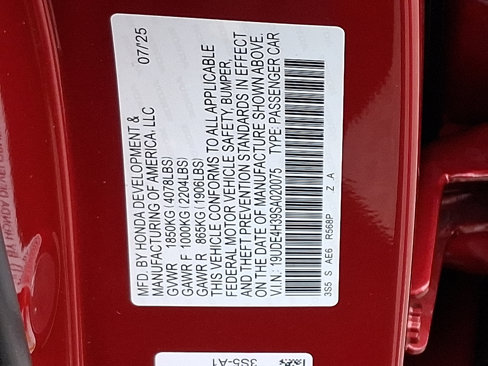 MFD. BY HONDA DEVELOPMENT & 07/'25
MANUFACTURING OF AMERICA, LLC
GVWR 1850KG(4078LBS)
GAWR F 1000KG(2204LBS)
GAWR R 865KG(1906LBS)
THIS VEHICLE CONFORMS TO ALL APPLICABLE
FEDERAL MOTOR VEHICLE SAFETY, BUMPER,
AND THEFT PREVENTION STANDARDS IN EFFECT
ON THE DATE OF MANUFACTURE SHOWN ABOVE.
V.I.N.: 19UDE4H39SA020075 TYPE: PASSENGER CAR
3S5 S AE6 R568P Z A
3S5-A1